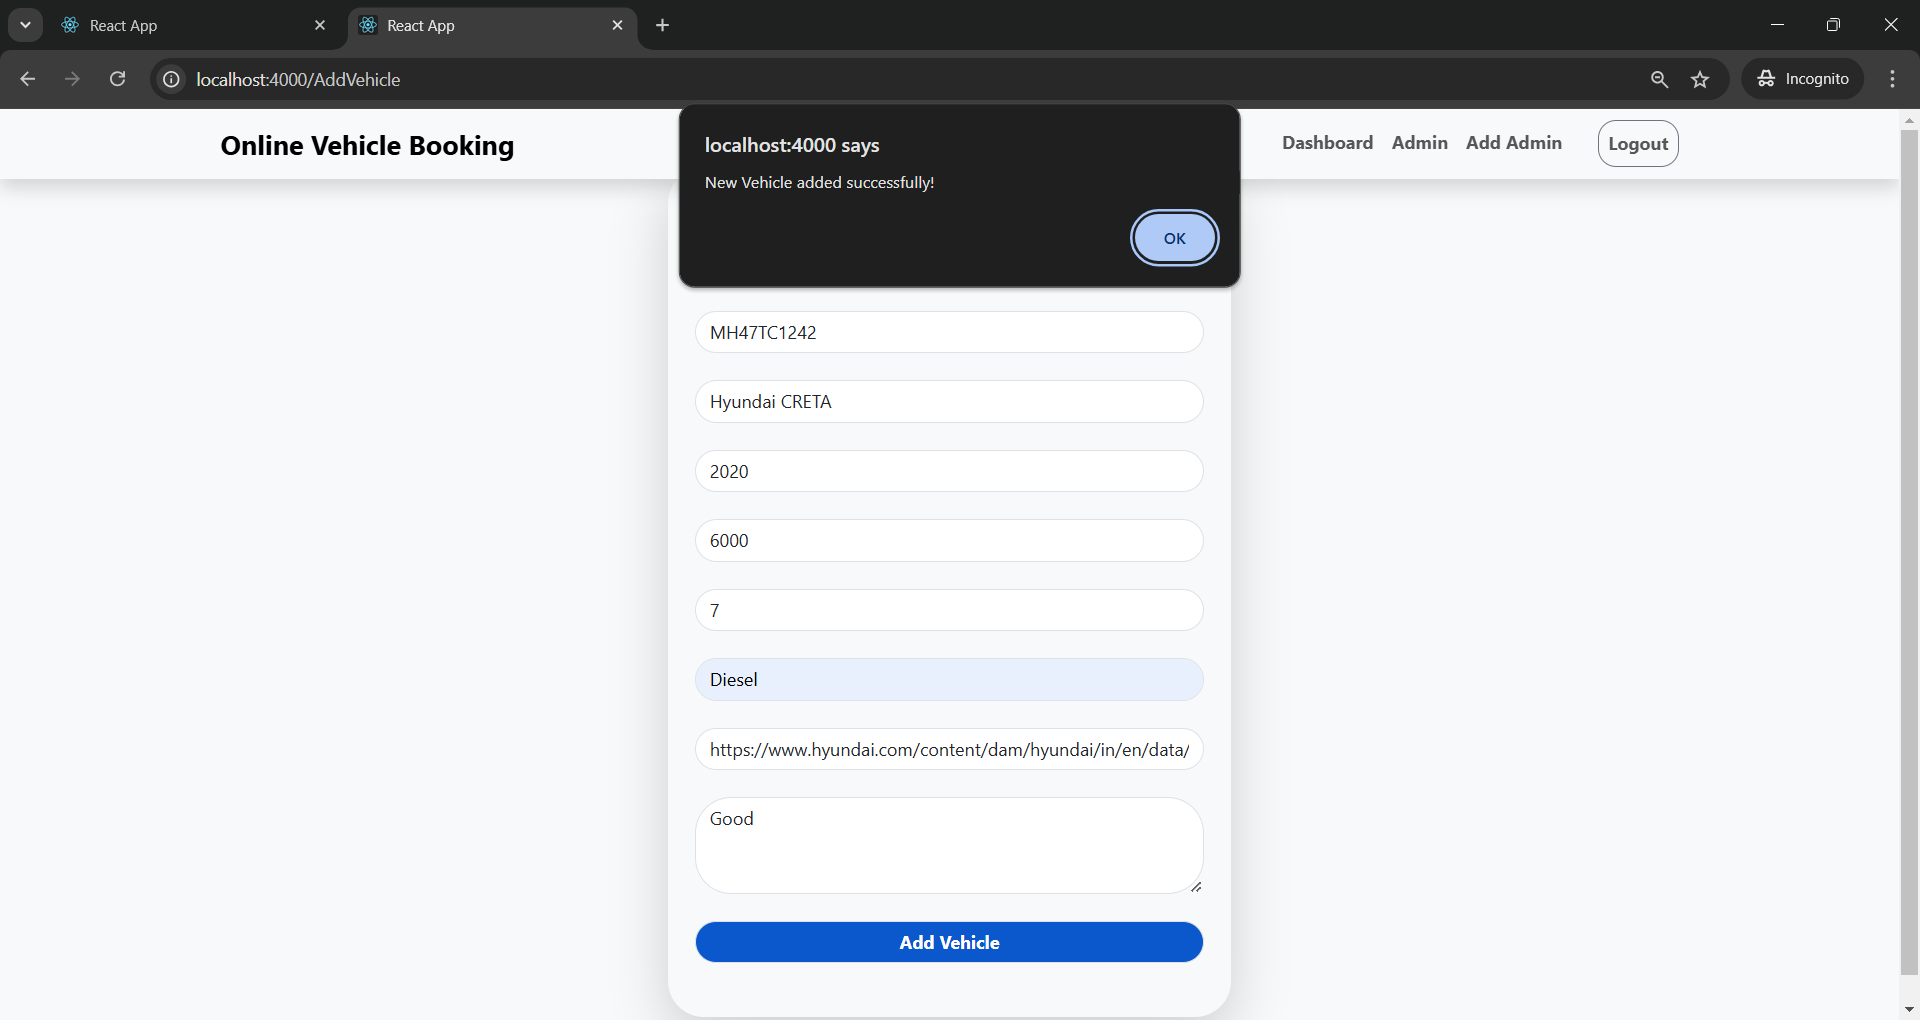 React App
React App
localhost:4000/AddVehicle
Incognito
Online Vehicle Booking
localhost:4000 says
New Vehicle added successfully!
OK
Dashboard Admin Add Admin Logout
MH47TC1242
Hyundai CRETA
2020
6000
7
Diesel
https://www.hyundai.com/content/dam/hyundai/in/en/data/
Good
Add Vehicle